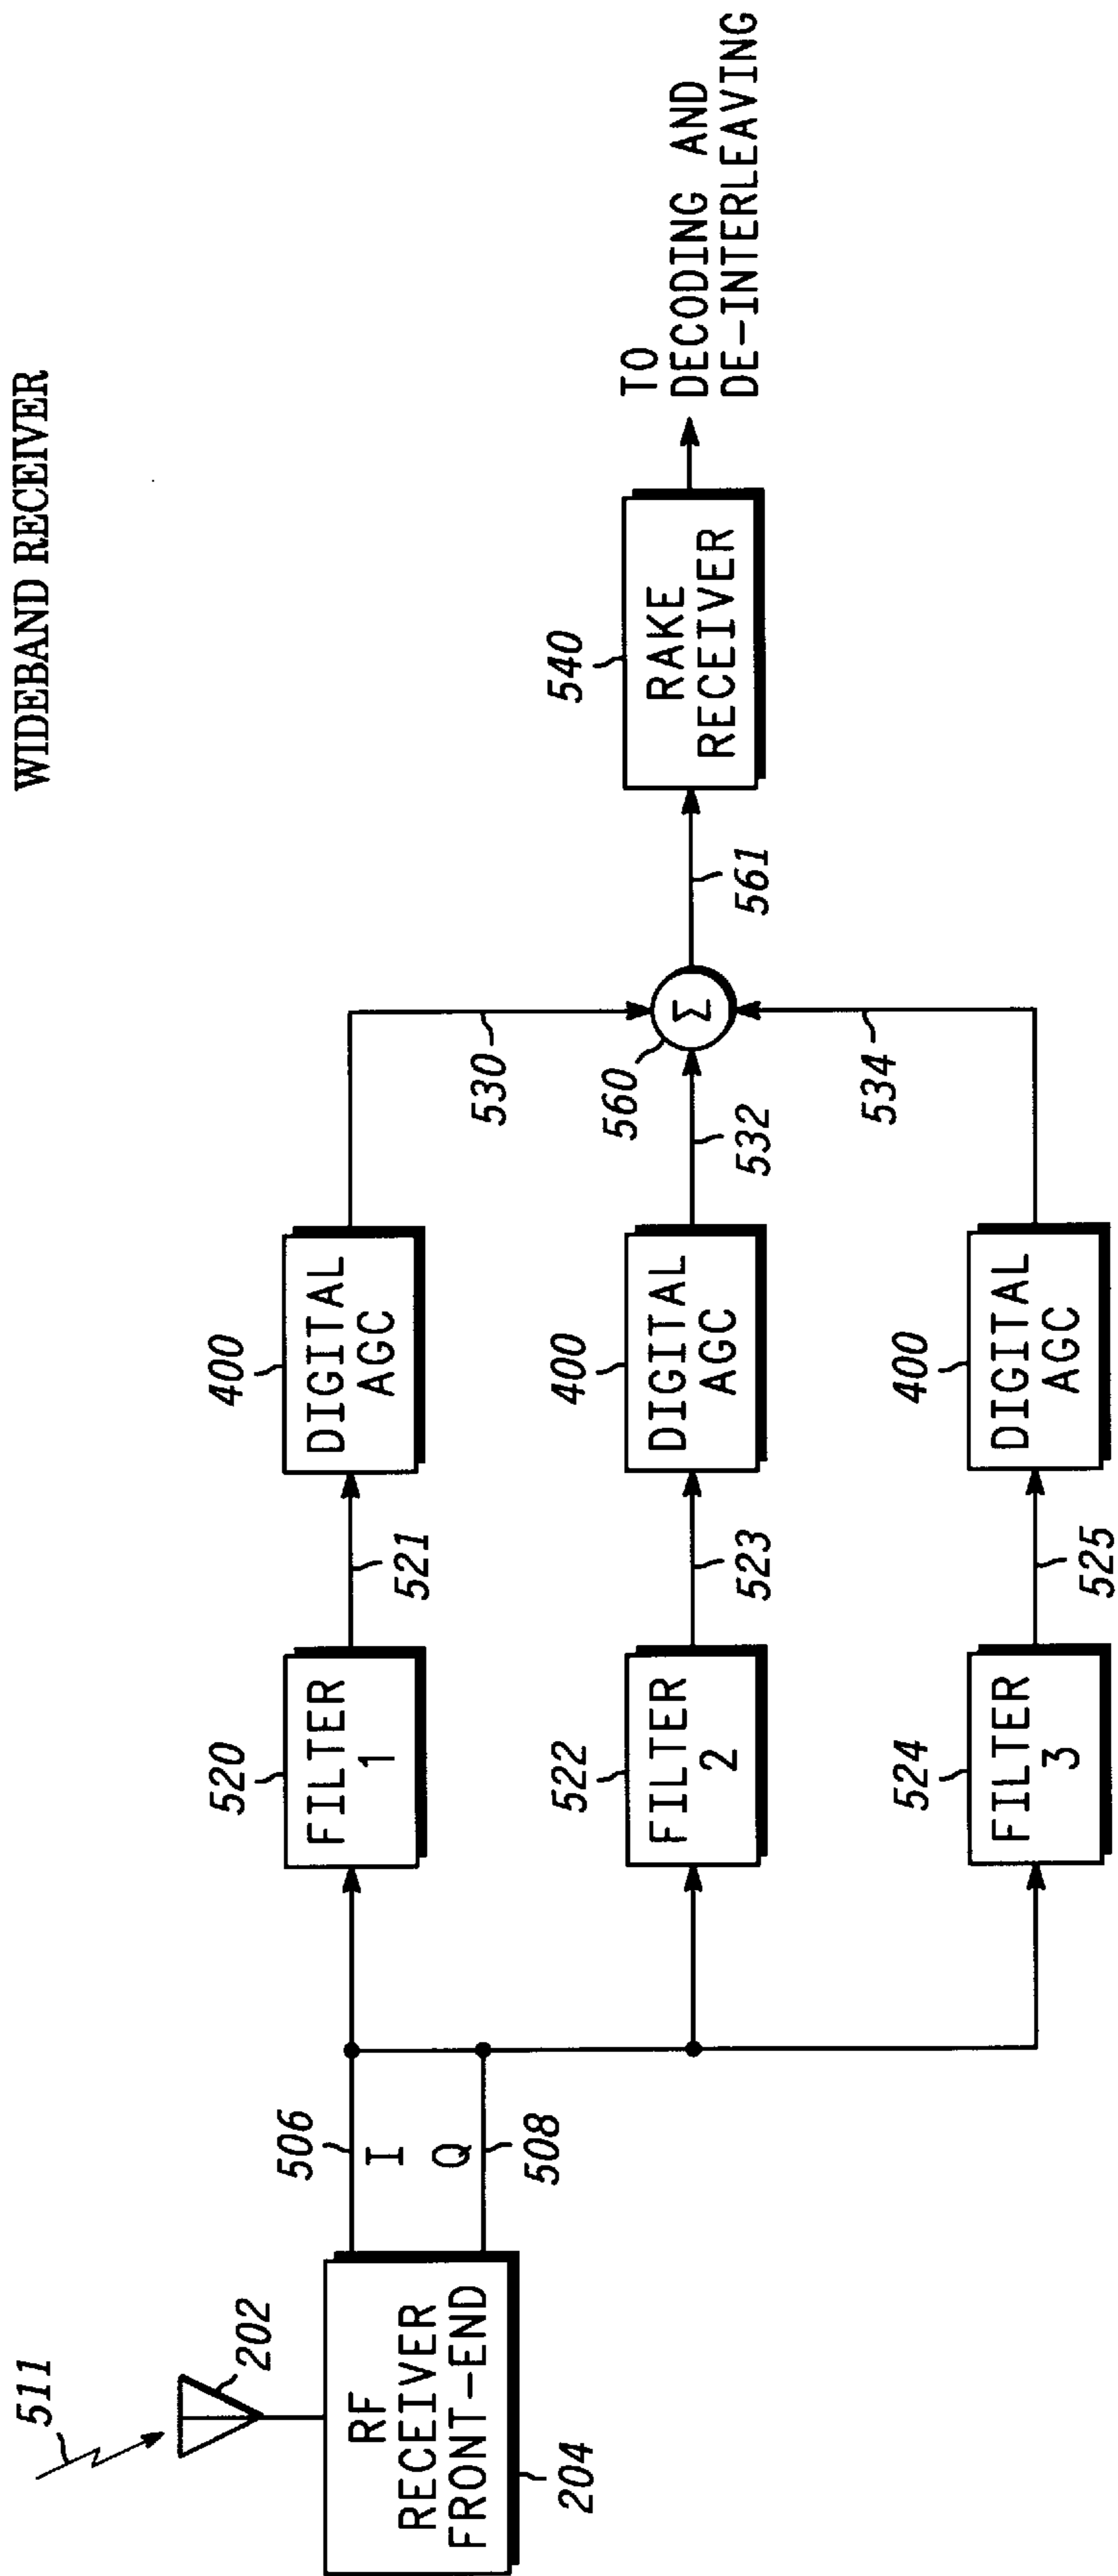 WIDEBAND RECEIVER
511
202
RF
RECEIVER
FRONT-END
204
506
I
Q
508
520
FILTER
1
521
400
DIGITAL
AGC
530
522
FILTER
2
523
400
DIGITAL
AGC
532
524
FILTER
3
525
400
DIGITAL
AGC
534
560
Σ
561
540
RAKE
RECEIVER
TO
DECODING AND
DE-INTERLEAVING